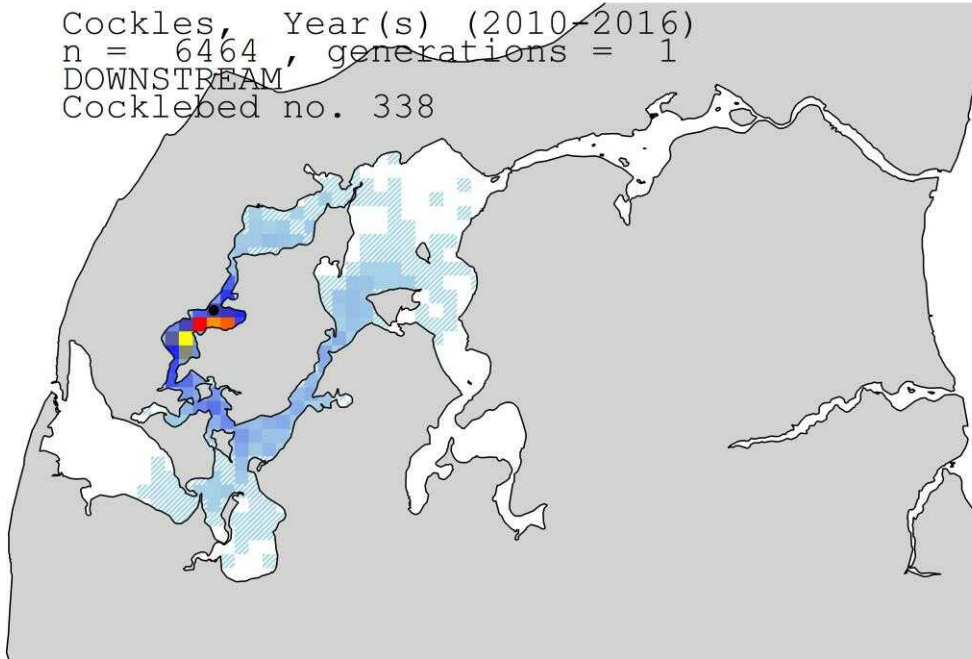 Cockles, Year(s) (2010-2016)
n = 6464 , generations = 1
DOWNSTREAM
Cocklebed no. 338